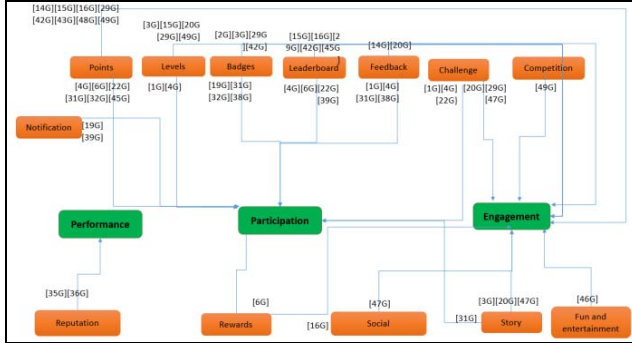 [14G][15G][16G][29G]
[42G][43G][48G][49G]
[3G][15G][20G
[29G][49G]
[2G][3G][29G
][42G]
[15G][16G][2
9G][42G][45G
]
[14G][20G]
Points
Levels
Badges
Leaderboard
Feedback
Challenge
Competition
[4G][6G][22G]
[31G][32G][45G]
[1G][4G]
[19G][31G]
[32G][38G]
[4G][6G][22G]
[39G]
[1G][4G]
[31G][38G]
[1G][4G]
[22G]
[20G][29G]
[47G]
[49G]
Notification
[19G]
[39G]
Performance
Participation
Engagement
[35G][36G]
[6G]
[16G]
[47G]
[3G][20G][47G]
[31G]
[46G]
Reputation
Rewards
Social
Story
Fun and
entertainment